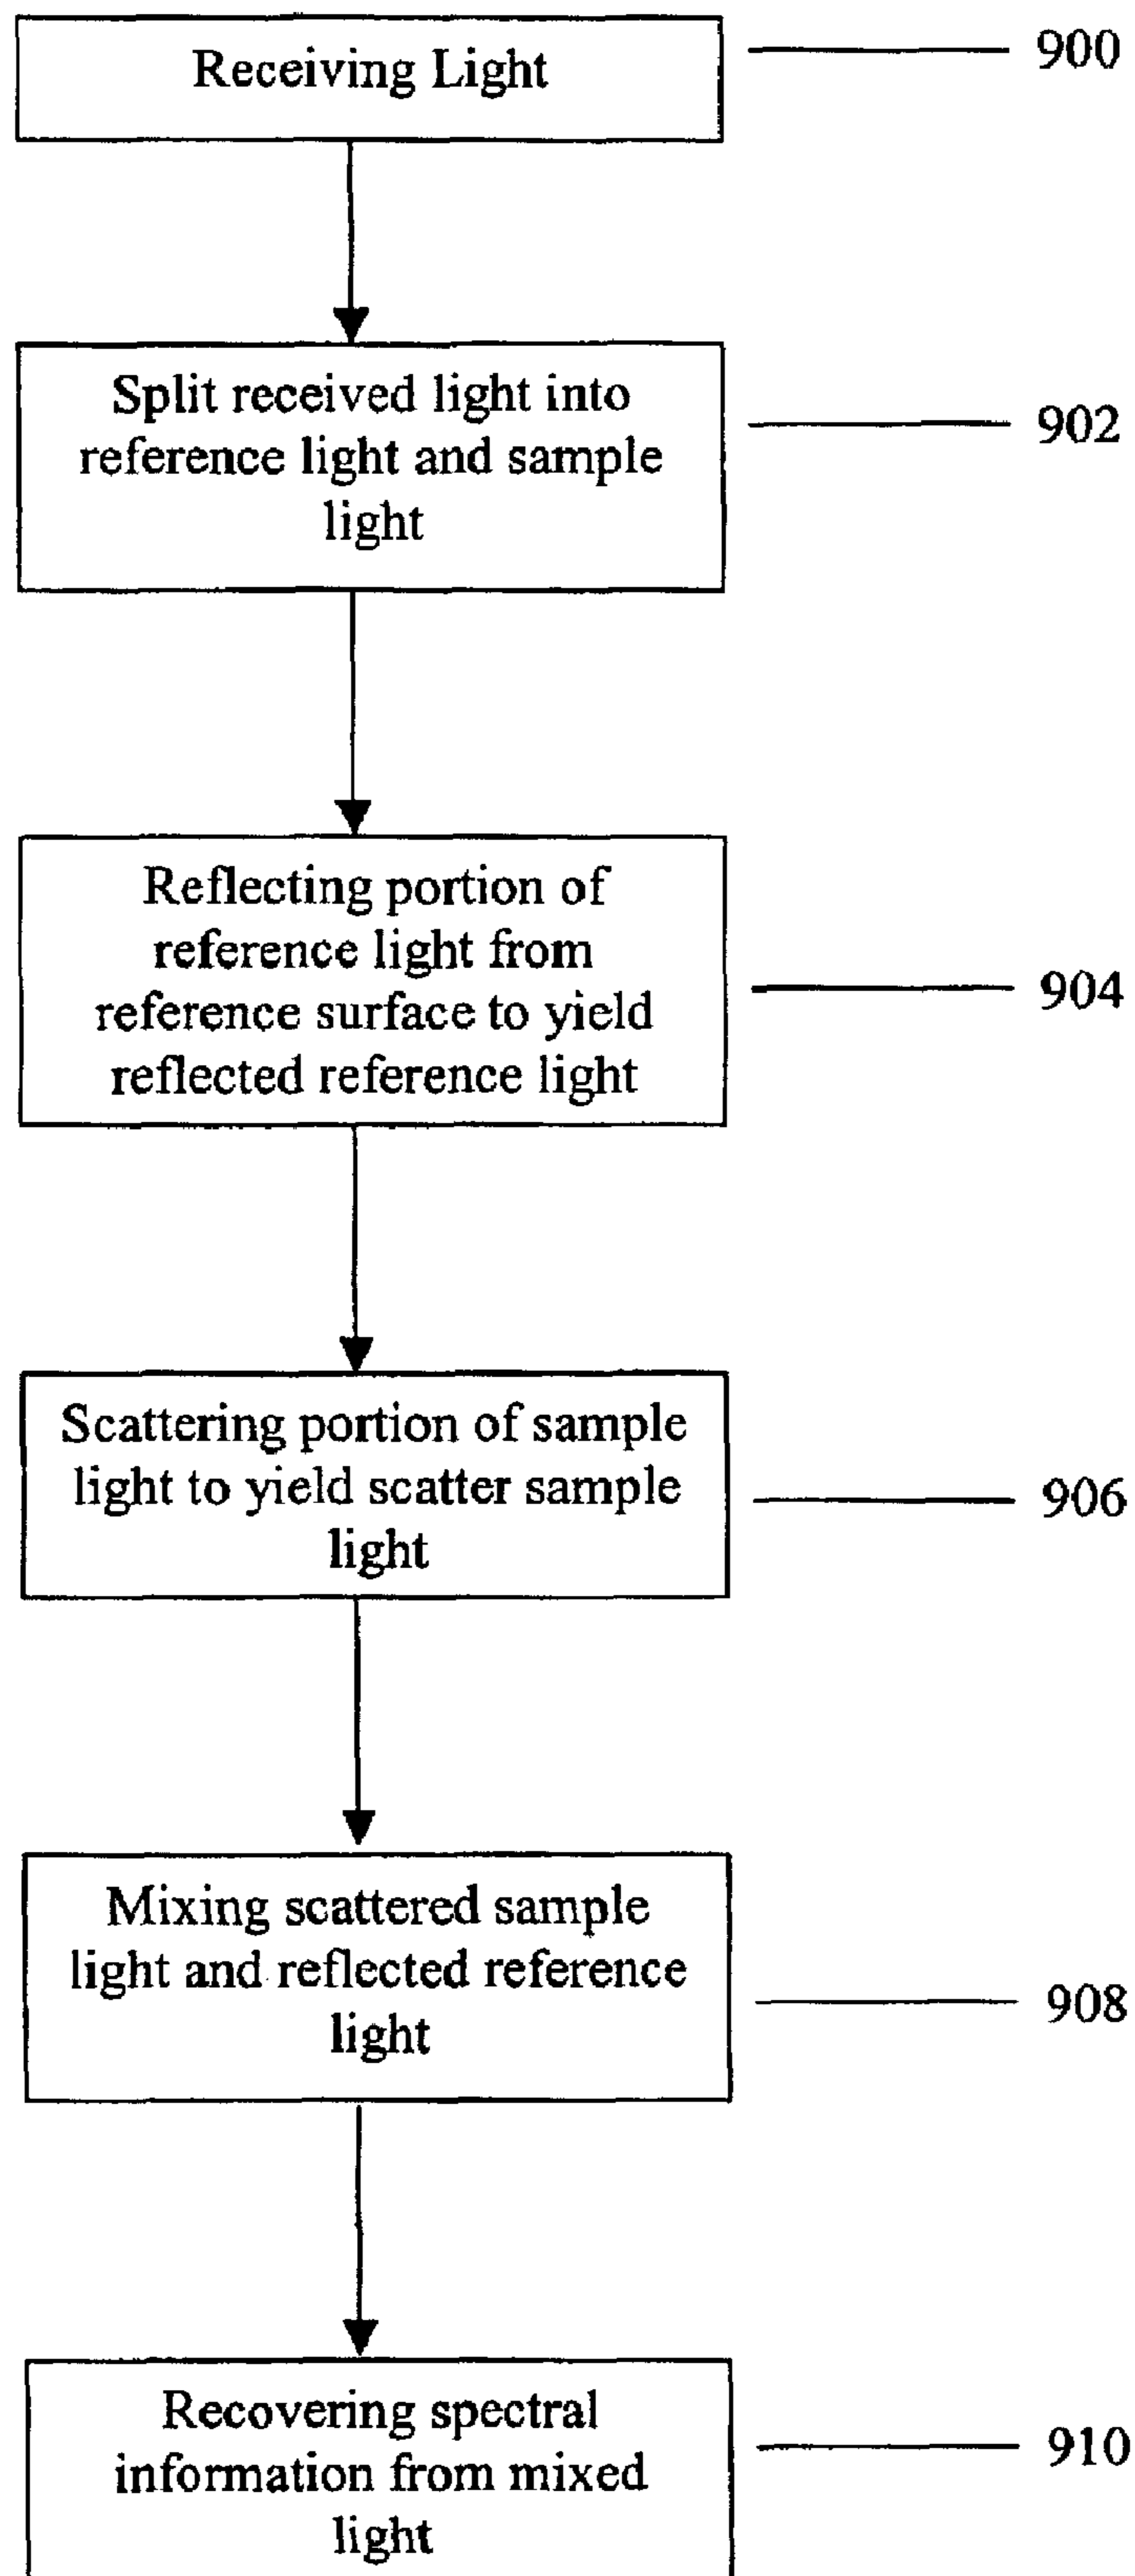 Receiving Light
900
Split received light into
reference light and sample
light
902
Reflecting portion of
reference light from
reference surface to yield
reflected reference light
904
Scattering portion of sample
light to yield scatter sample
light
906
Mixing scattered sample
light and reflected reference
light
908
Recovering spectral
information from mixed
light
910